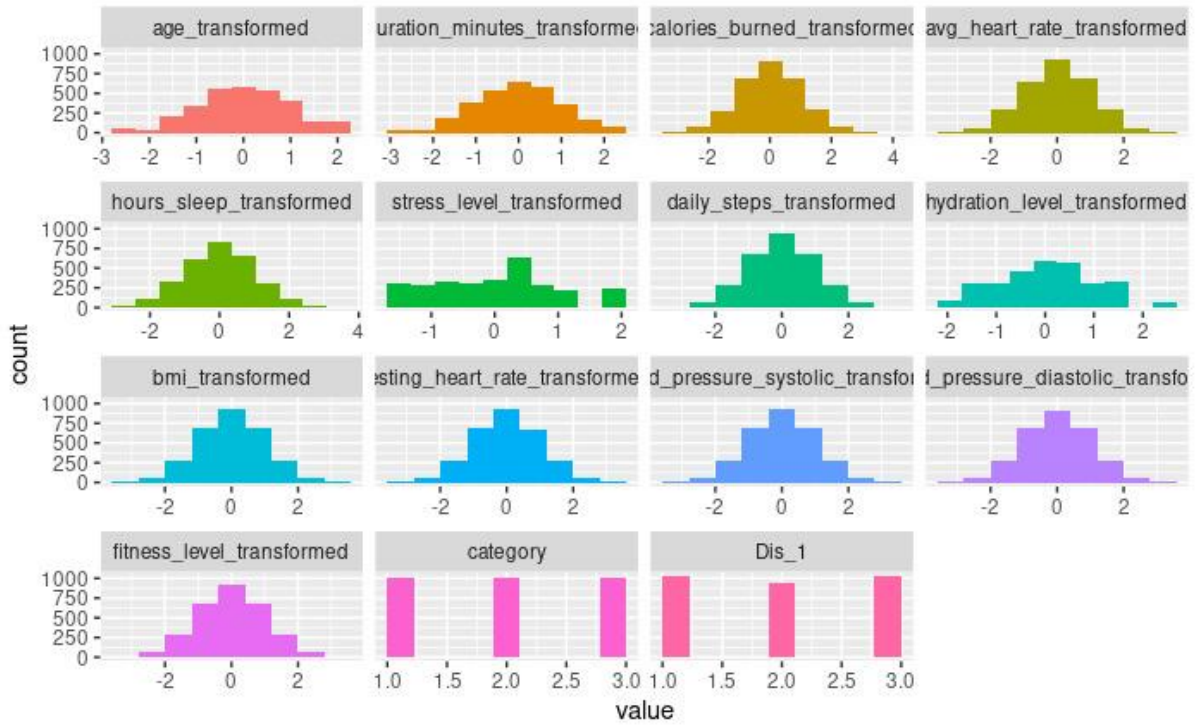 age_transformed uration_minutes_transforme calories_burned_transformed avg_heart_rate_transformed
1000
750
500
250
0
-3 -2 -1 0 1 2 -3 -2 -1 0 1 2 -2 0 2 4 -2 0 2
hours_sleep_transformed stress_level_transformed daily_steps_transformed hydration_level_transformed
1000
750
500
250
0
-2 0 2 4 -1 0 1 2 -2 0 2 -2 -1 0 1 2
count
bmi_transformed esting_heart_rate_transforme d_pressure_systolic_transfor d_pressure_diastolic_transfo
1000
750
500
250
0
-2 0 2 -2 0 2 -2 0 2 -2 0 2
fitness_level_transformed category Dis_1
1000
750
500
250
0
-2 0 2 1.0 1.5 2.0 2.5 3.0 1.0 1.5 2.0 2.5 3.0
value